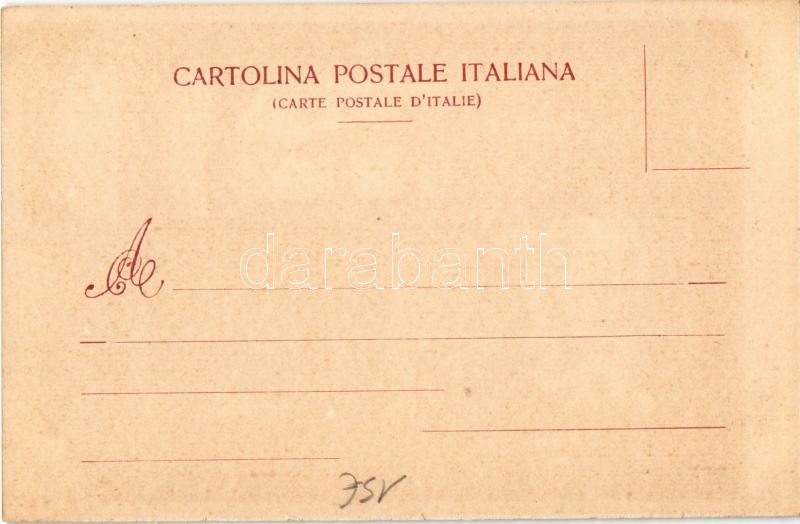 CARTOLINA POSTALE ITALIANA
(CARTE POSTALE D'ITALIE)
A
darabanth